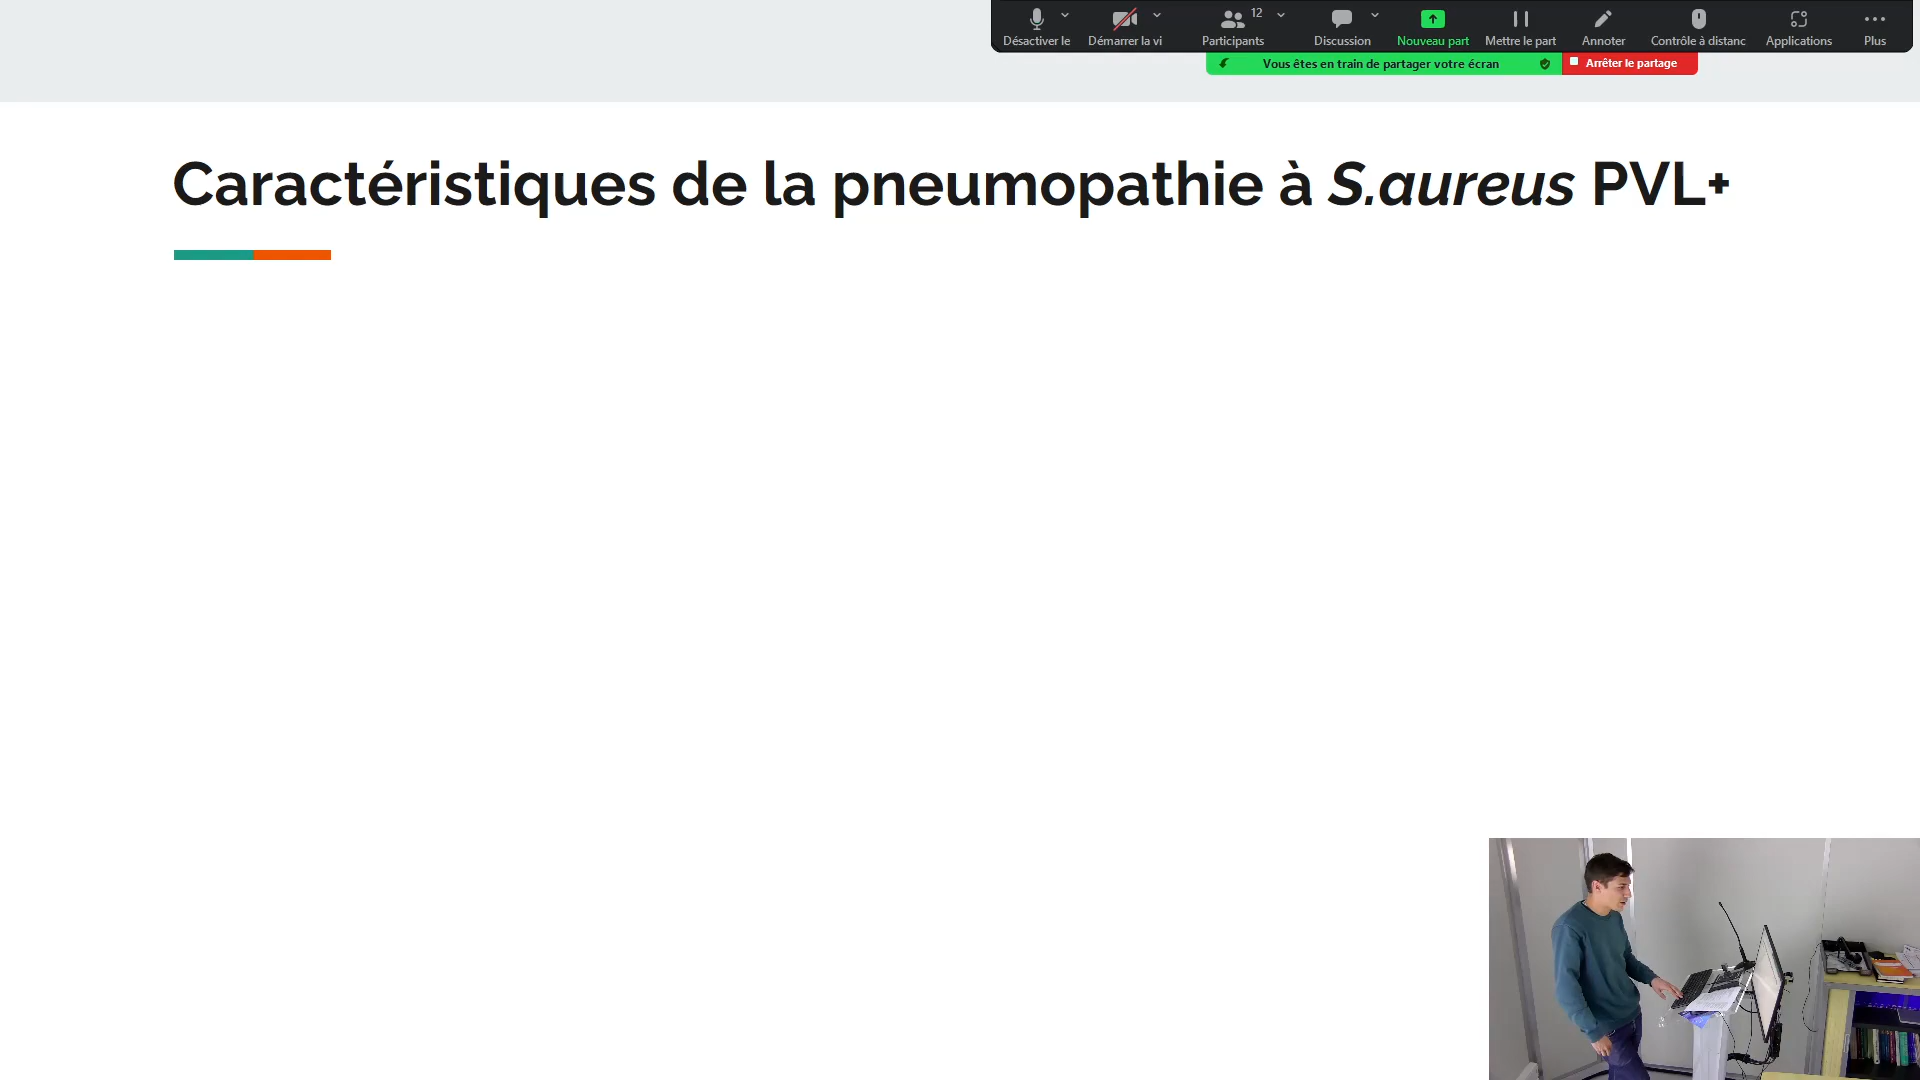 12
Désactiver le
Démarrer la vi
Participants
Discussion
Nouveau part
Mettre le part
Annoter
Contrôle à distanc
Applications
Plus
Vous êtes en train de partager votre écran
Arrêter le partage
Caractéristiques de la pneumopathie à S.aureus PVL+